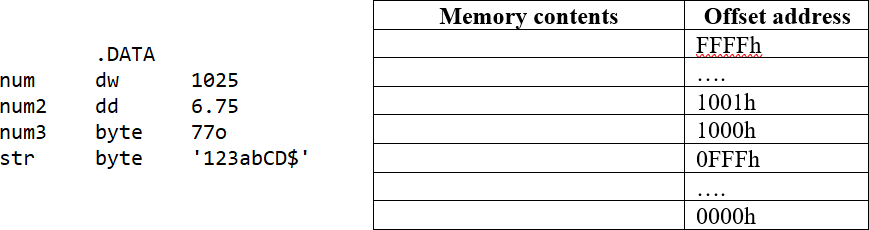 .DATA
num dw 1025
num2 dd 6.75
num3 byte 77o
str byte '123abCD$'
Memory contents Offset address
FFFFh
….
1001h
1000h
0FFFh
….
0000h